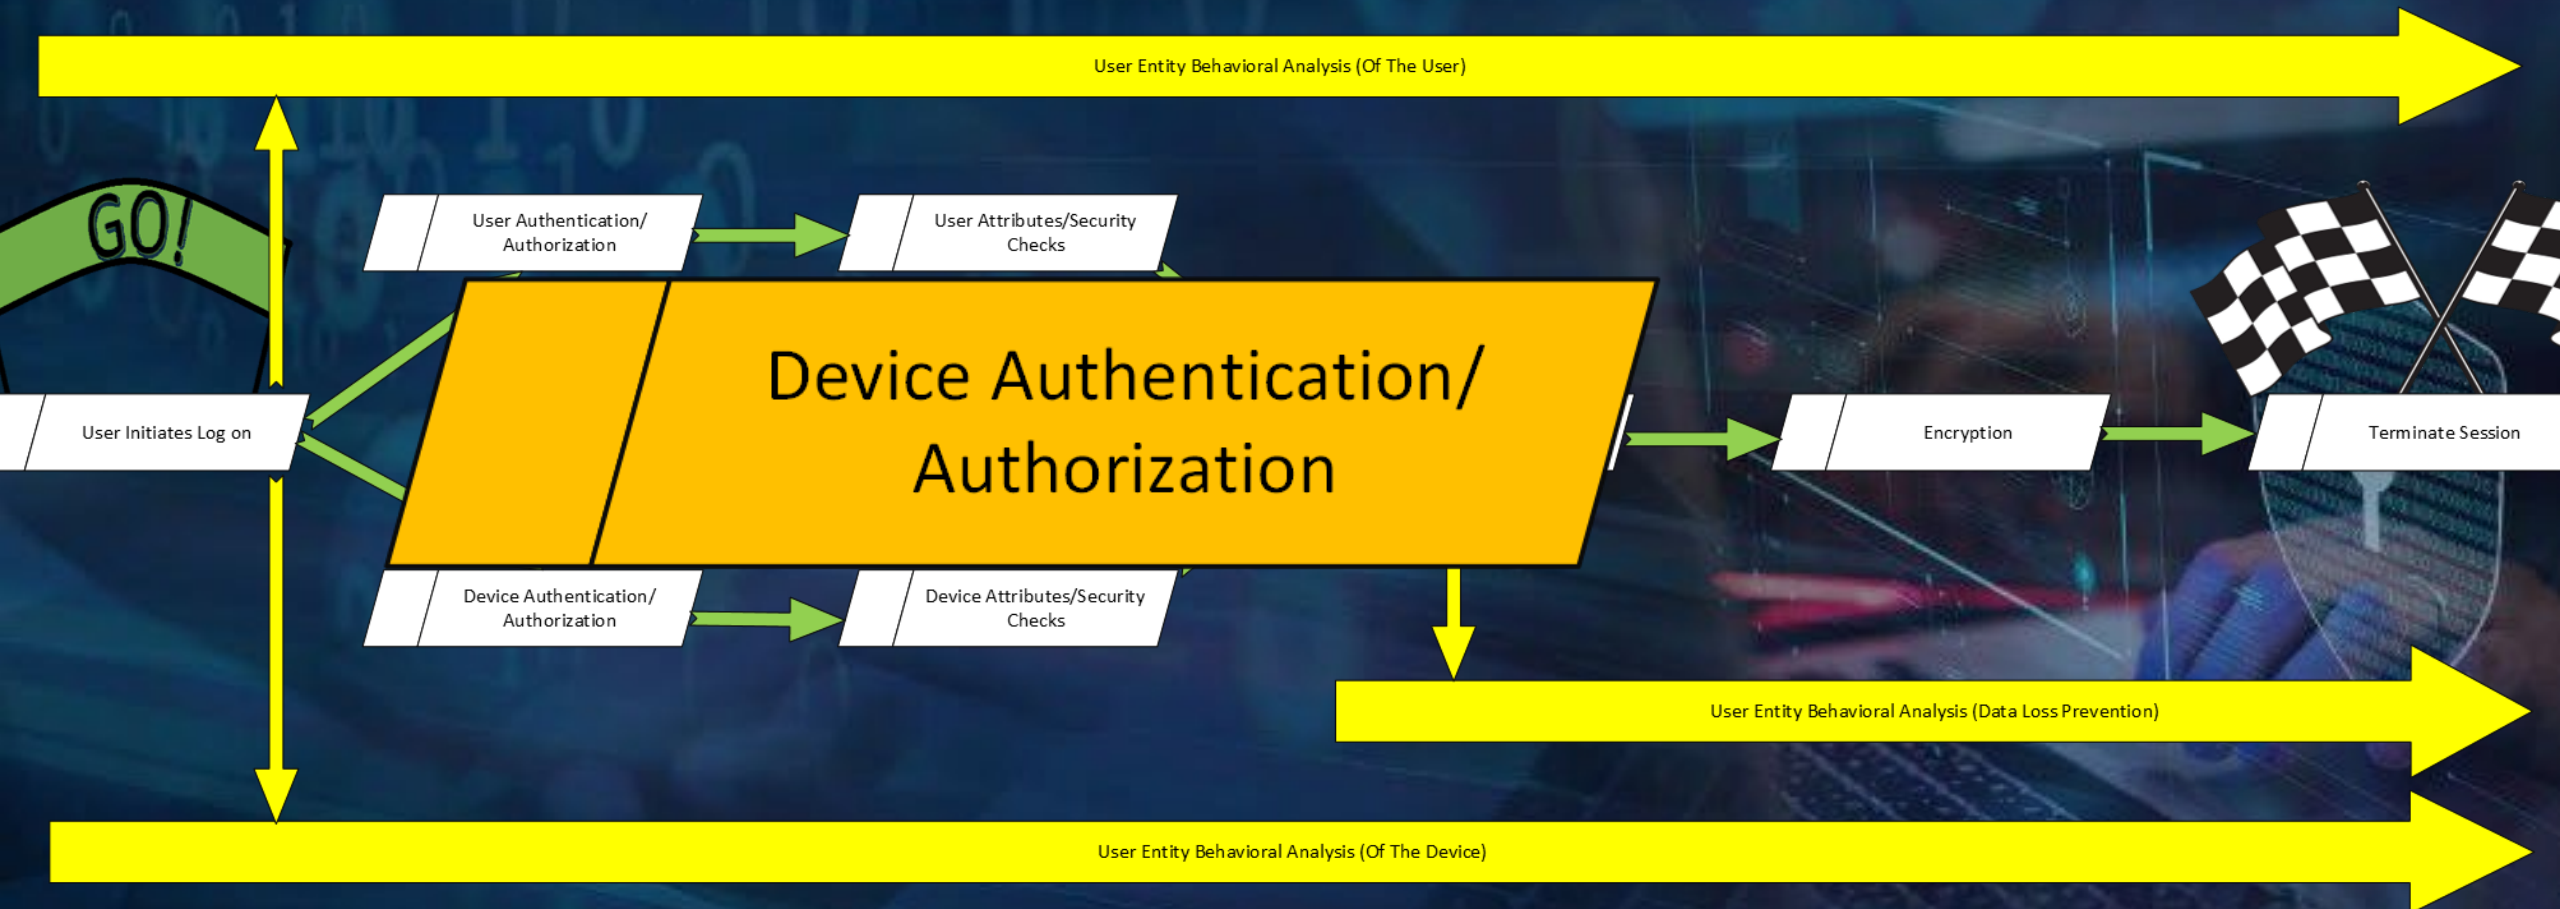 User Entity Behavioral Analysis (Of The User)
GO!
User Authentication/
Authorization
User Attributes/Security
Checks
Device Authentication/
Authorization
User Initiates Log on
Encryption
Terminate Session
Device Authentication/
Authorization
Device Attributes/Security
Checks
User Entity Behavioral Analysis (Data Loss Prevention)
User Entity Behavioral Analysis (Of The Device)